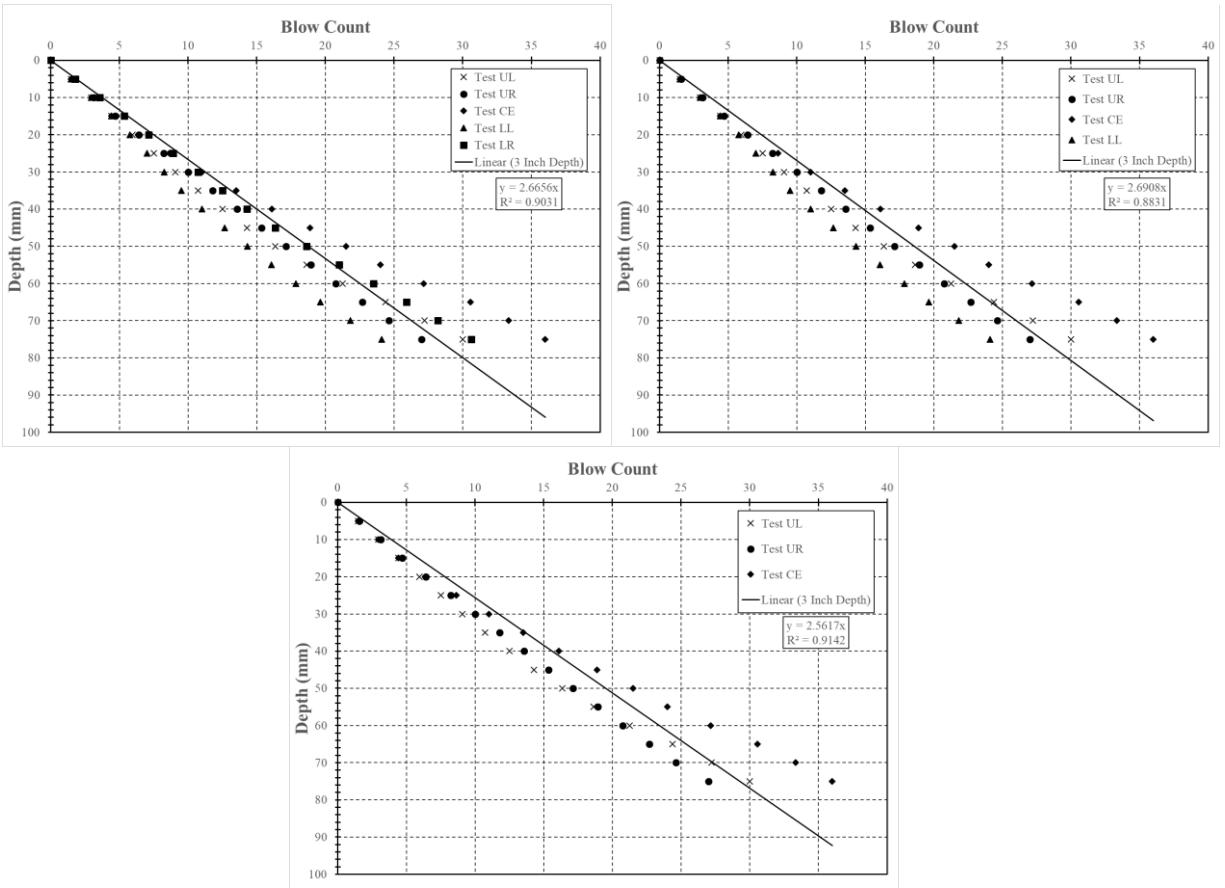 Blow Count
0 5 10 15 20 25 30 35 40
0
10
20
30
40
50
60
70
80
90
100
Depth (mm)
Test UL
Test UR
Test CE
Test LL
Test LR
Linear (3 Inch Depth)
y = 2.6656x
R² = 0.9031
Blow Count
0 5 10 15 20 25 30 35 40
0
10
20
30
40
50
60
70
80
90
100
Depth (mm)
Test UL
Test UR
Test CE
Test LL
Linear (3 Inch Depth)
y = 2.6908x
R² = 0.8831
Blow Count
0 5 10 15 20 25 30 35 40
0
10
20
30
40
50
60
70
80
90
100
Depth (mm)
Test UL
Test UR
Test CE
Linear (3 Inch Depth)
y = 2.5617x
R² = 0.9142